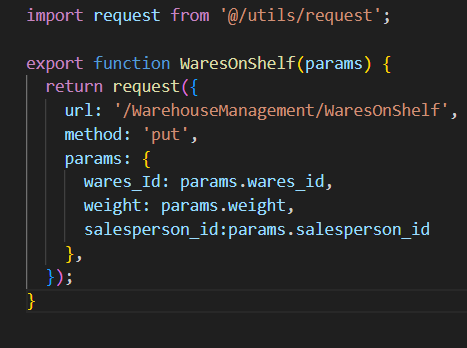 import request from '@/utils/request';
export function WaresOnShelf(params) {
return request({
url: '/WarehouseManagement/WaresOnShelf',
method: 'put',
params: {
wares_Id: params.wares_id,
weight: params.weight,
salesperson_id:params.salesperson_id
},
});
}